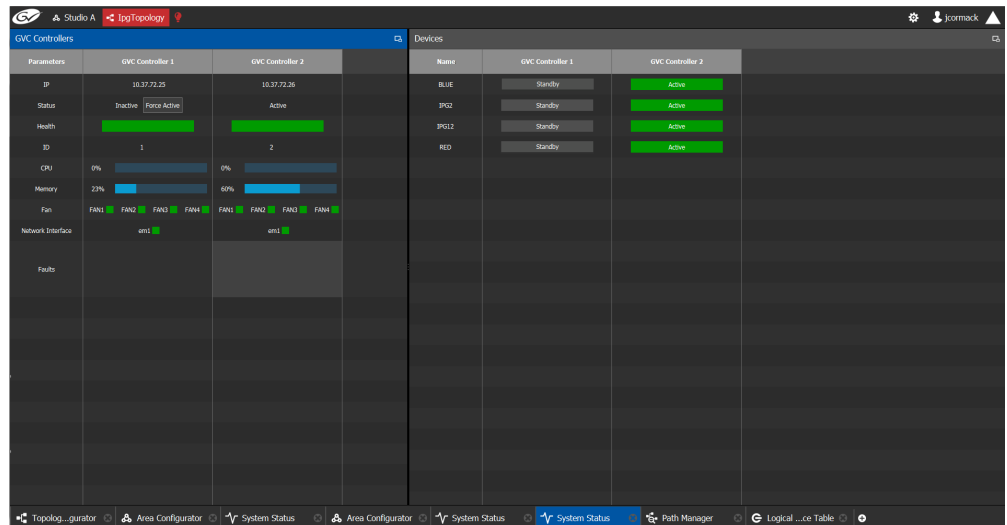 GV Studio A IpgTopology jcormack
GVC Controllers
Parameters GVC Controller 1 GVC Controller 2
IP 10.37.72.25 10.37.72.26
Status Inactive Force Active Active
Health
ID 1 2
CPU 0% 0%
Memory 23% 60%
Fan FAN1 FAN2 FAN3 FAN4 FAN1 FAN2 FAN3 FAN4
Network Interface em1 em1
Faults
Devices
Name GVC Controller 1 GVC Controller 2
BLUE Standby Active
IPG2 Standby Active
IPG12 Standby Active
RED Standby Active
Topolog...gurator Area Configurator System Status Area Configurator System Status System Status Path Manager Logical ...ce Table